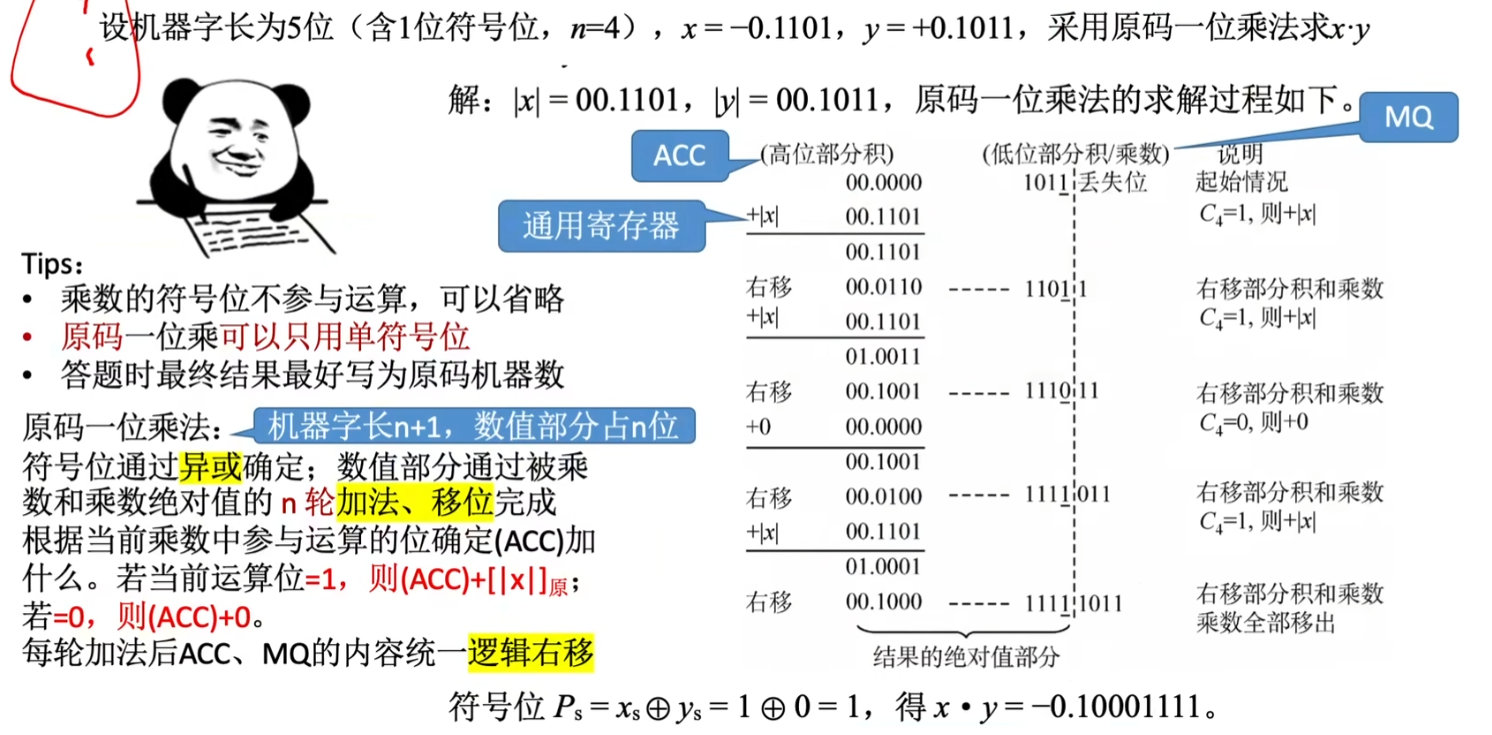 设机器字长为5位（含1位符号位，n=4），x = −0.1101，y = +0.1011，采用原码一位乘法求x·y
解：|x| = 00.1101，|y| = 00.1011，原码一位乘法的求解过程如下。
MQ
ACC
(高位部分积) (低位部分积/乘数) 说明
00.0000 1011 丢失位 起始情况
通用寄存器
+|x| 00.1101 C₄=1, 则+|x|
00.1101
右移 00.0110 ----- 1101 1 右移部分积和乘数
+|x| 00.1101 C₄=1, 则+|x|
01.0011
右移 00.1001 ----- 1110 11 右移部分积和乘数
+0 00.0000 C₄=0, 则+0
00.1001
右移 00.0100 ----- 1111 011 右移部分积和乘数
+|x| 00.1101 C₄=1, 则+|x|
01.0001
右移 00.1000 ----- 1111 1011 右移部分积和乘数
乘数全部移出
结果的绝对值部分
Tips：
• 乘数的符号位不参与运算，可以省略
• 原码一位乘可以只用单符号位
• 答题时最终结果最好写为原码机器数
原码一位乘法：
机器字长n+1，数值部分占n位
符号位通过异或确定；数值部分通过被乘
数和乘数绝对值的 n 轮加法、移位完成
根据当前乘数中参与运算的位确定(ACC)加
什么。若当前运算位=1，则(ACC)+[|x|]原；
若=0，则(ACC)+0。
每轮加法后ACC、MQ的内容统一逻辑右移
符号位 Pₛ = xₛ⊕yₛ = 1 ⊕ 0 = 1，得 x • y = −0.10001111。